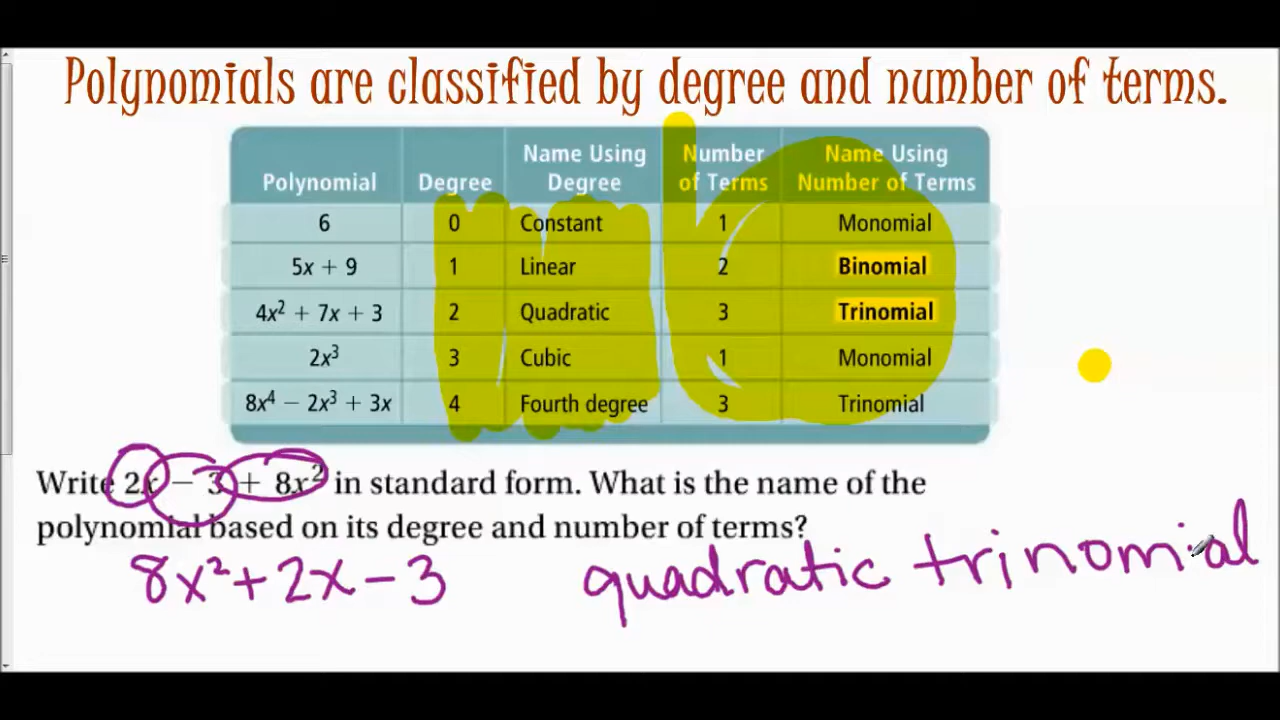 Polynomials are classified by degree and number of terms.
Polynomial Degree Name Using Degree Number of Terms Name Using Number of Terms
6 0 Constant 1 Monomial
5x + 9 1 Linear 2 Binomial
4x² + 7x + 3 2 Quadratic 3 Trinomial
2x³ 3 Cubic 1 Monomial
8x⁴ − 2x³ + 3x 4 Fourth degree 3 Trinomial
Write 2x − 3 + 8x² in standard form. What is the name of the
polynomial based on its degree and number of terms?
8x² + 2x − 3 quadratic trinomial